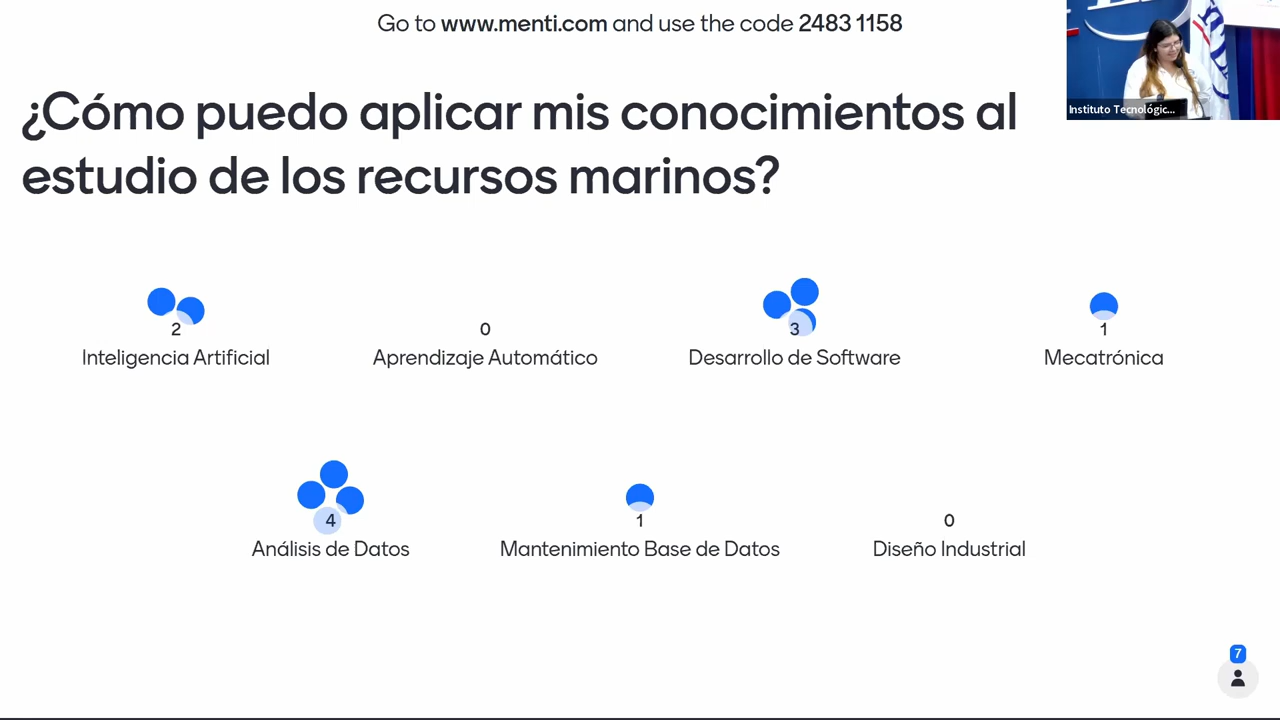 Go to www.menti.com and use the code 2483 1158
Instituto Tecnológic...
¿Cómo puedo aplicar mis conocimientos al
estudio de los recursos marinos?
2
0
3
1
Inteligencia Artificial
Aprendizaje Automático
Desarrollo de Software
Mecatrónica
4
1
0
Análisis de Datos
Mantenimiento Base de Datos
Diseño Industrial
7